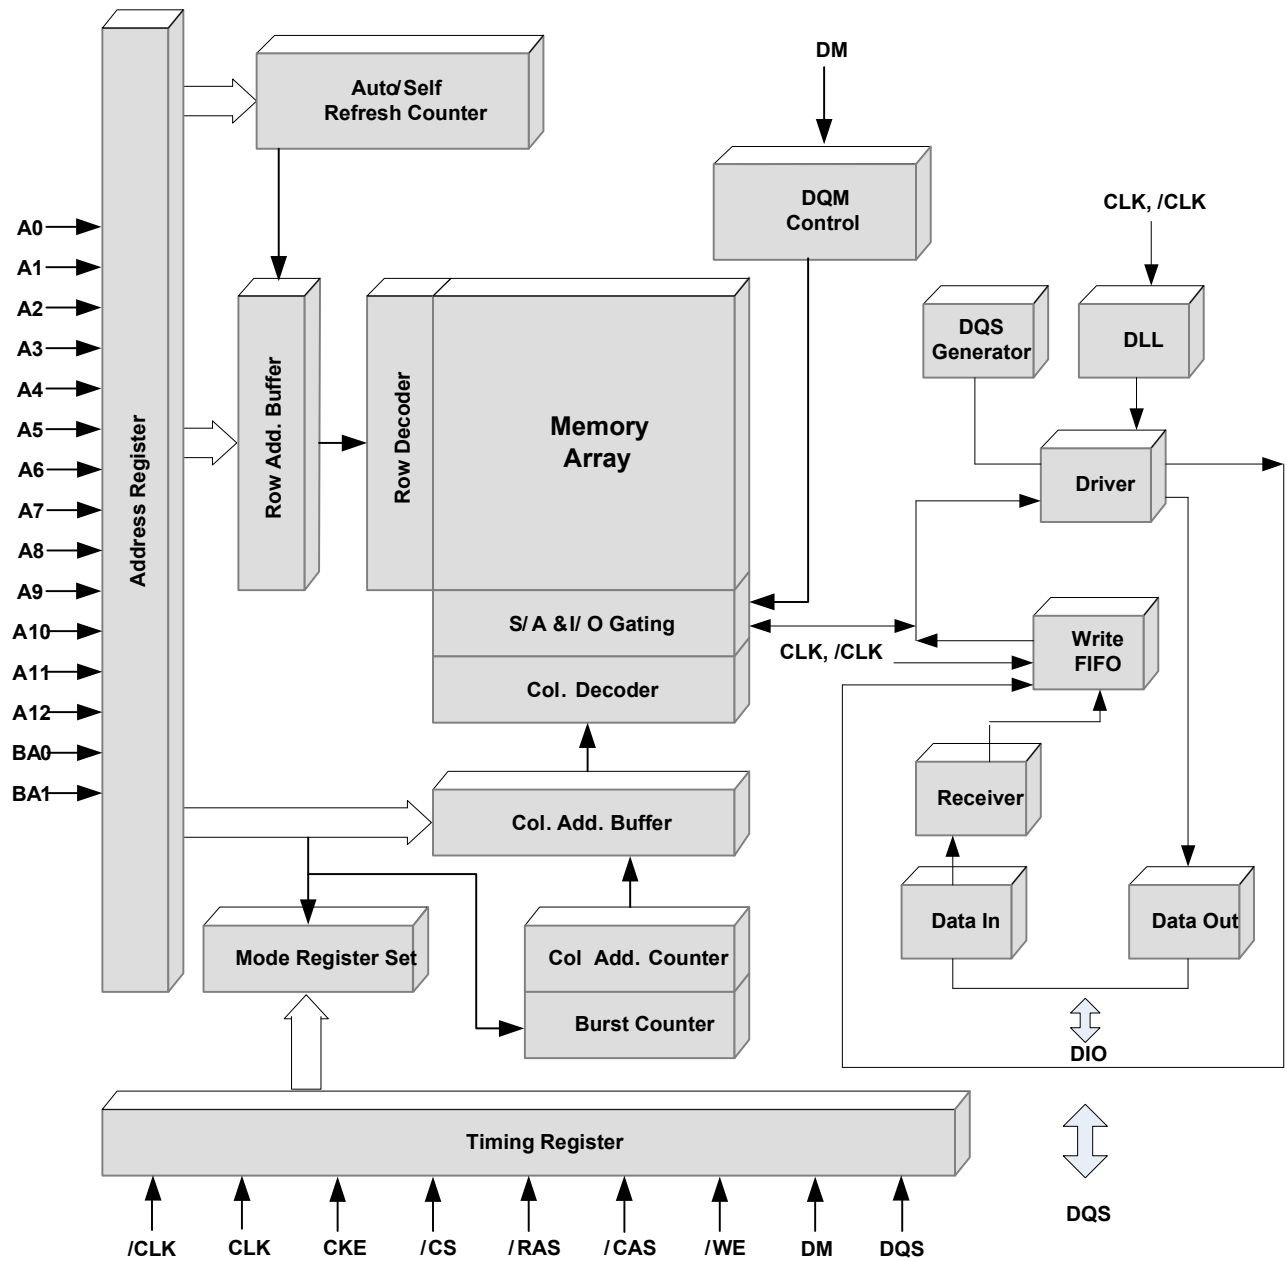 Auto/Self
Refresh Counter
DM
DQM
Control
CLK, /CLK
A0
A1
A2
A3
A4
A5
A6
A7
A8
A9
A10
A11
A12
BA0
BA1
Address Register
Row Add. Buffer
Row Decoder
Memory
Array
DQS
Generator
DLL
Driver
S/ A &I/ O Gating
CLK, /CLK
Write
FIFO
Col. Decoder
Receiver
Col. Add. Buffer
Data In
Data Out
Mode Register Set
Col Add. Counter
Burst Counter
DIO
Timing Register
DQS
/CLK
CLK
CKE
/CS
/RAS
/CAS
/WE
DM
DQS